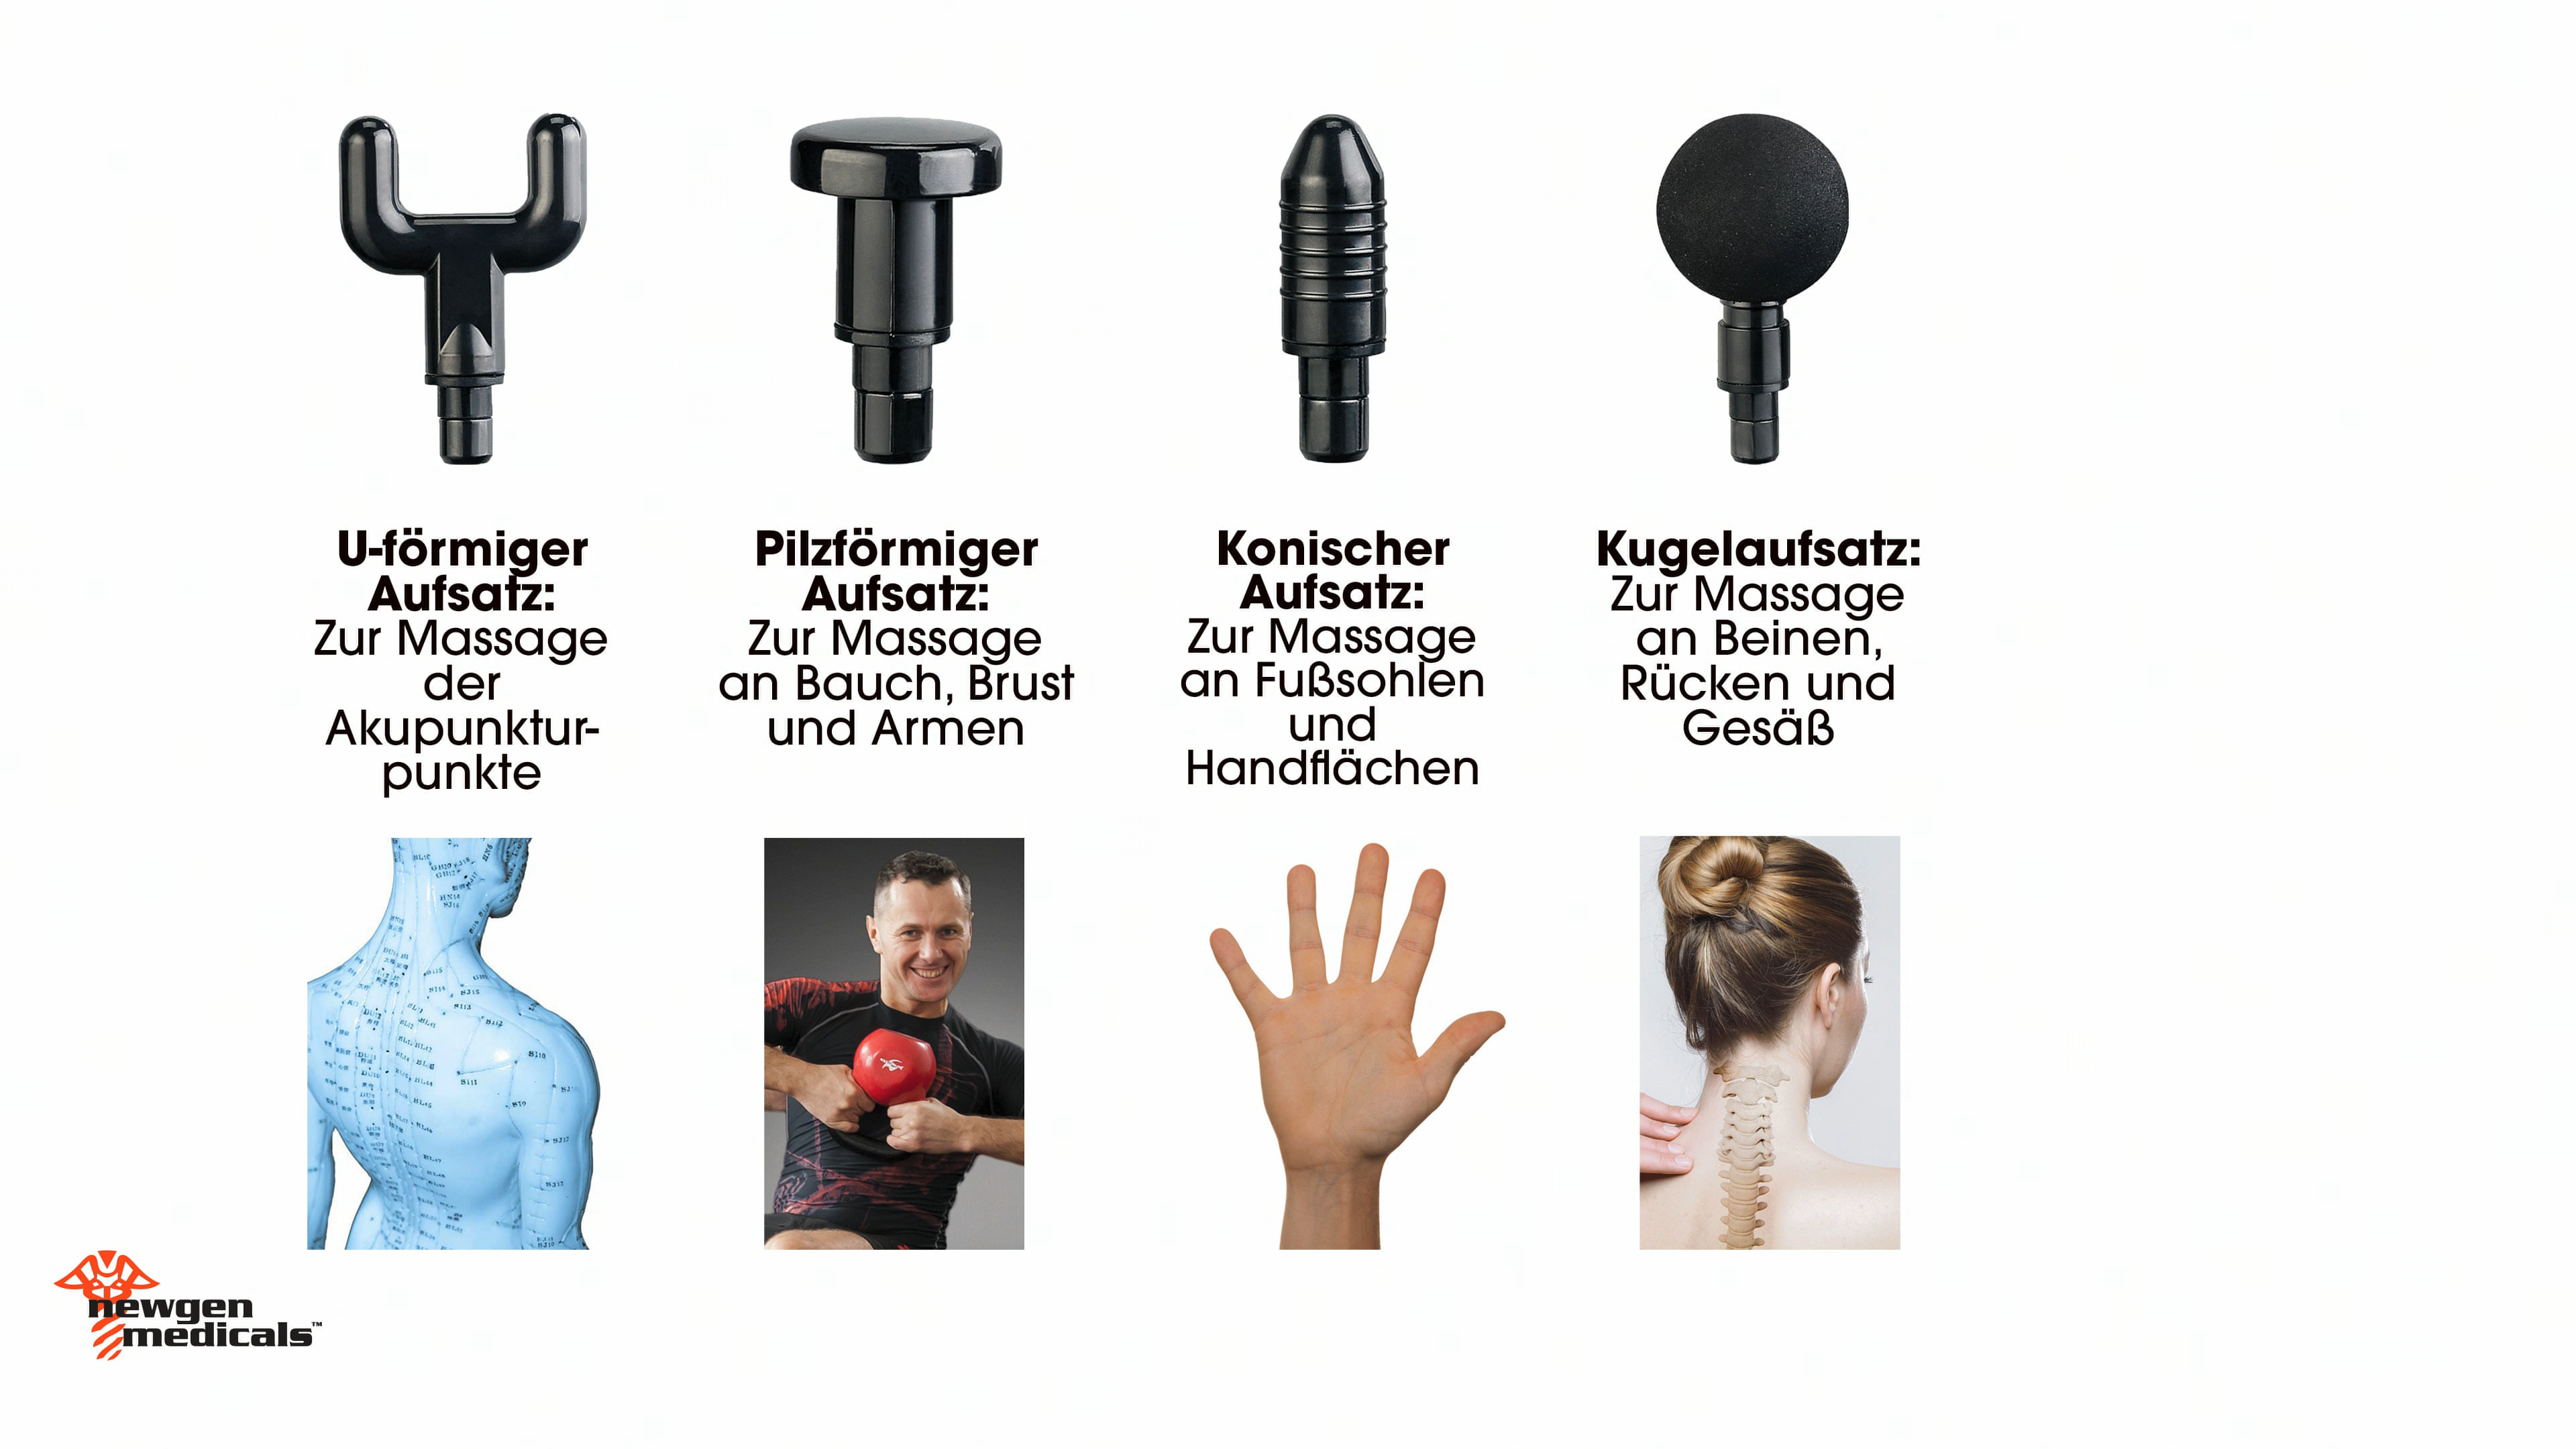 U-förmiger
Aufsatz:
Zur Massage
der
Akupunktur-
punkte
Pilzförmiger
Aufsatz:
Zur Massage
an Bauch, Brust
und Armen
Konischer
Aufsatz:
Zur Massage
an Fußsohlen
und
Handflächen
Kugelaufsatz:
Zur Massage
an Beinen,
Rücken und
Gesäß
newgen
medicals™